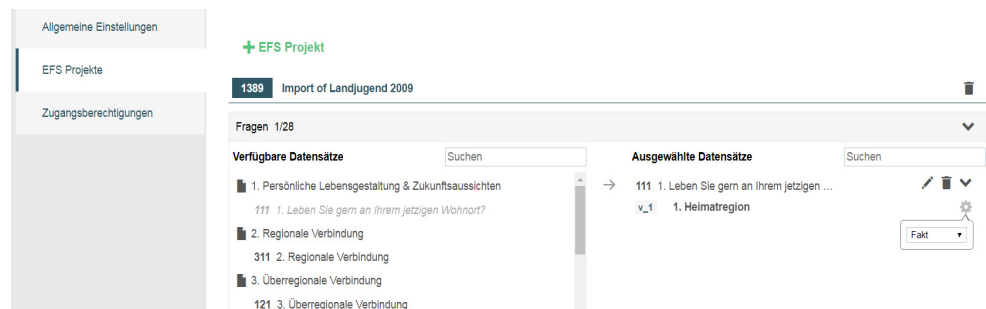 Allgemeine Einstellungen
EFS Projekte
Zugangsberechtigungen
EFS Projekt
1389 Import of Landjugend 2009
Fragen 1/28
Verfügbare Datensätze
Suchen
1. Persönliche Lebensgestaltung & Zukunftsaussichten
111 1. Leben Sie gern an Ihrem jetzigen Wohnort?
2. Regionale Verbindung
311 2. Regionale Verbindung
3. Überregionale Verbindung
121 3. Überregionale Verbindung
Ausgewählte Datensätze
Suchen
111 1. Leben Sie gern an Ihrem jetzigen ...
v_1 1. Heimatregion
Fakt